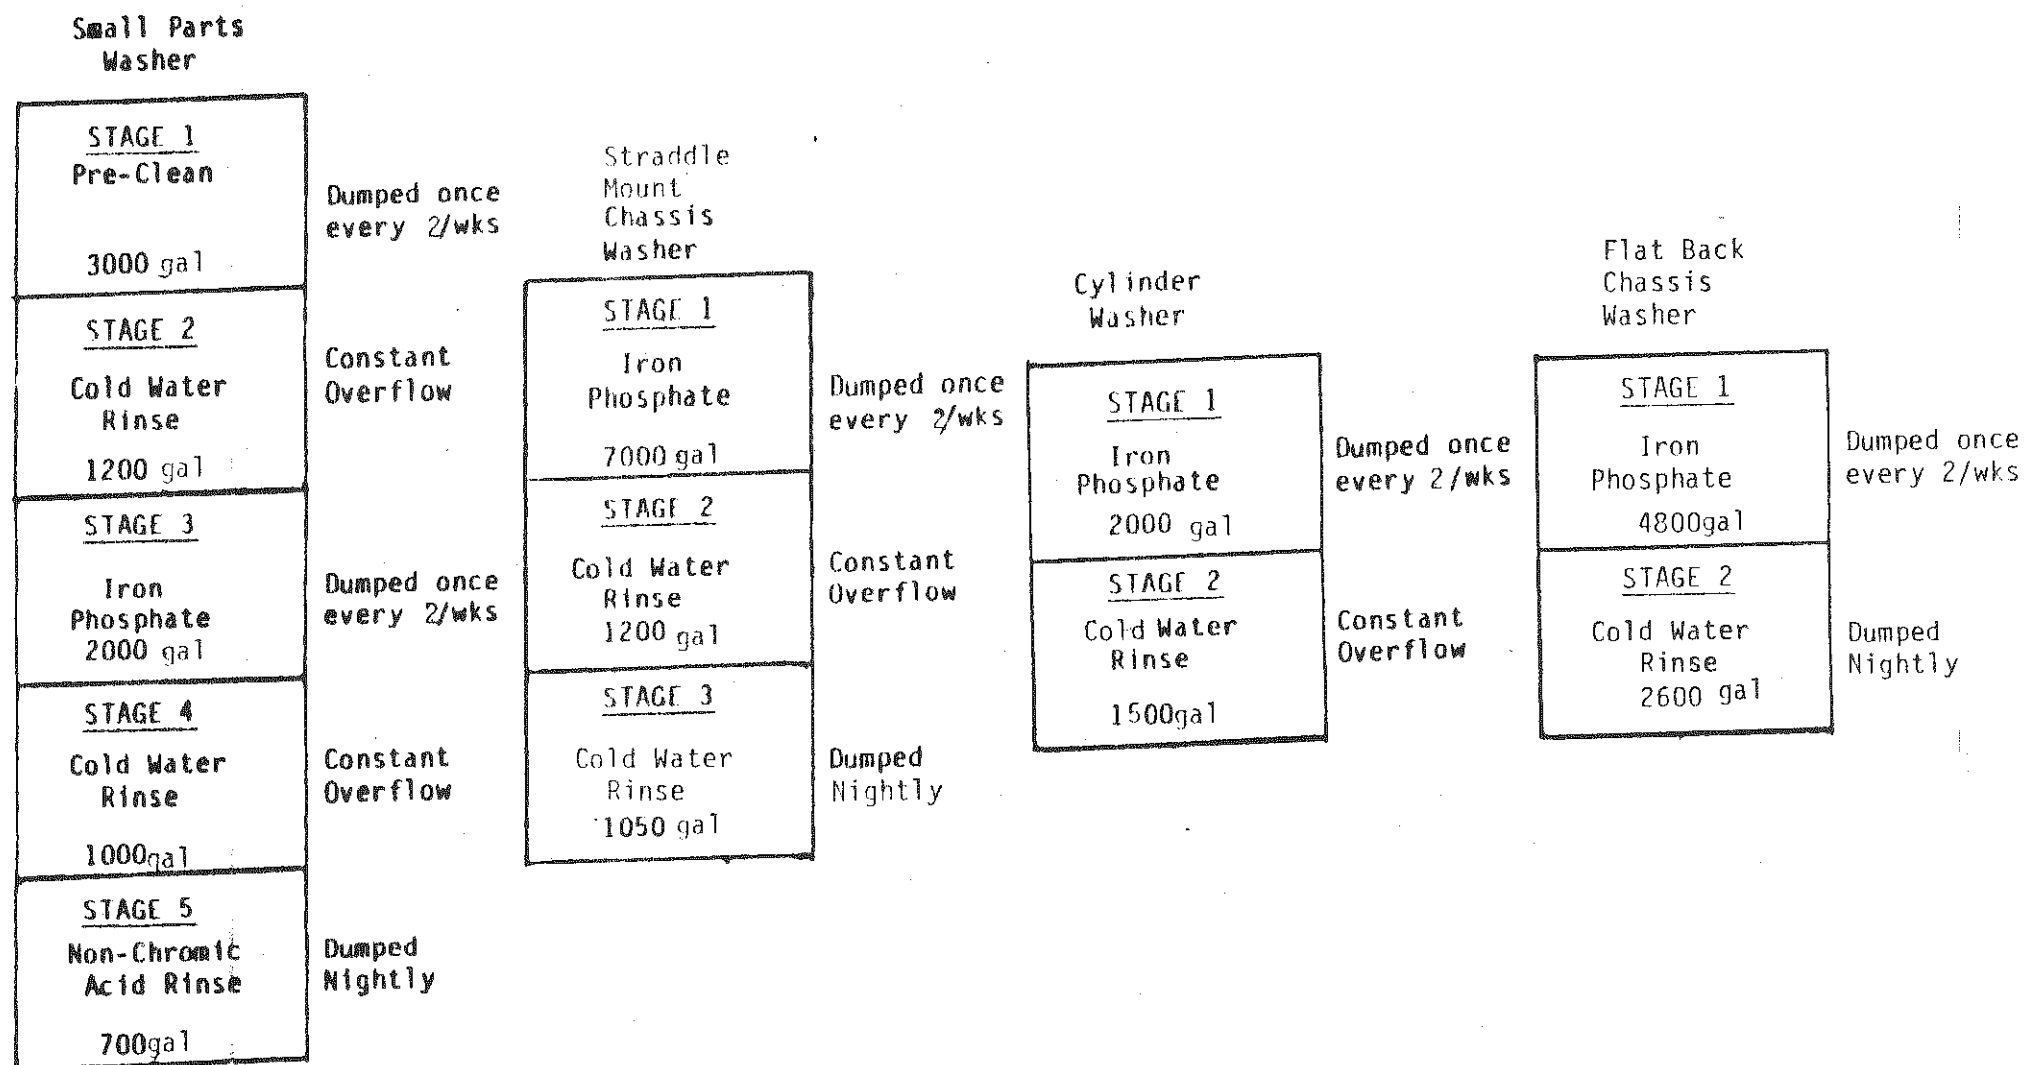 Small Parts
Washer
STAGE 1
Pre-Clean
3000 gal
Dumped once
every 2/wks
STAGE 2
Cold Water
Rinse
1200 gal
Constant
Overflow
STAGE 3
Iron
Phosphate
2000 gal
Dumped once
every 2/wks
STAGE 4
Cold Water
Rinse
1000gal
Constant
Overflow
STAGE 5
Non-Chromic
Acid Rinse
700gal
Dumped
Nightly
Straddle
Mount
Chassis
Washer
STAGE 1
Iron
Phosphate
7000 gal
Dumped once
every 2/wks
STAGE 2
Cold Water
Rinse
1200 gal
Constant
Overflow
STAGE 3
Cold Water
Rinse
1050 gal
Dumped
Nightly
Cylinder
Washer
STAGE 1
Iron
Phosphate
2000 gal
Dumped once
every 2/wks
STAGE 2
Cold Water
Rinse
1500gal
Constant
Overflow
Flat Back
Chassis
Washer
STAGE 1
Iron
Phosphate
4800gal
Dumped once
every 2/wks
STAGE 2
Cold Water
Rinse
2600 gal
Dumped
Nightly